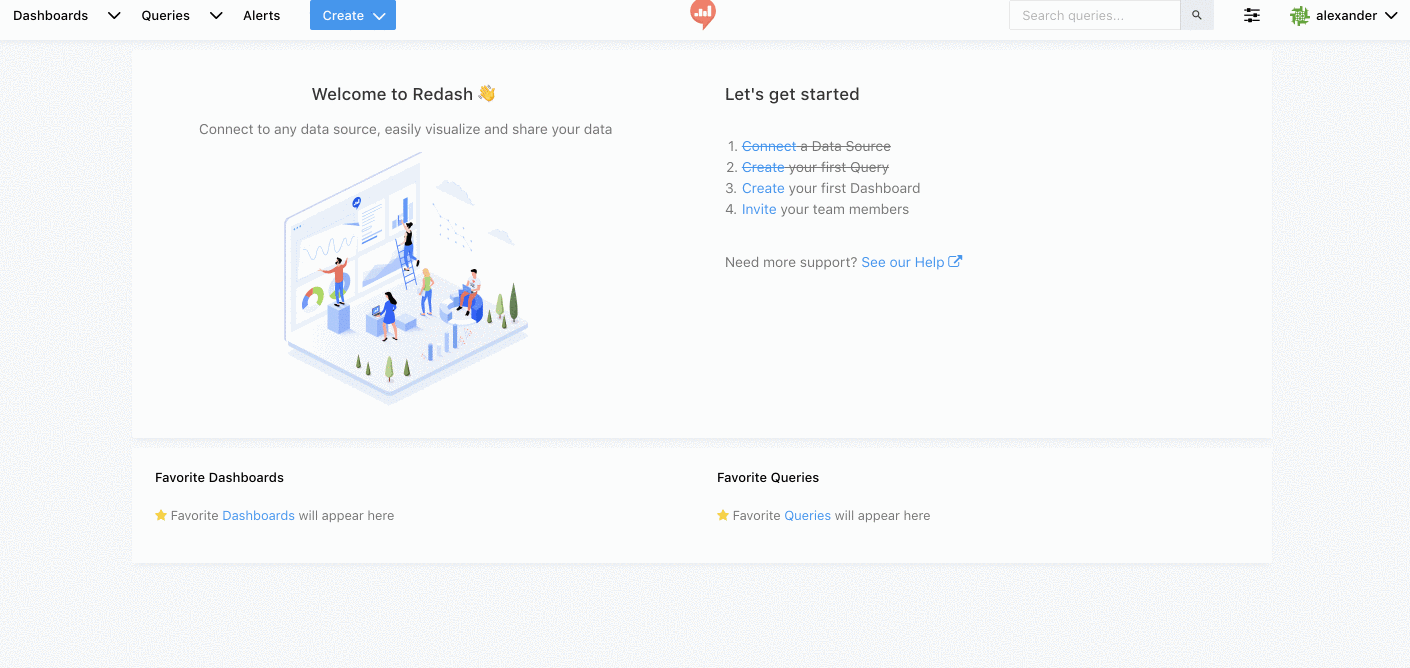 Dashboards Queries Alerts Create Search queries... alexander
Welcome to Redash 👋
Connect to any data source, easily visualize and share your data
Let's get started
1. Connect a Data Source
2. Create your first Query
3. Create your first Dashboard
4. Invite your team members
Need more support? See our Help
Favorite Dashboards
Favorite Dashboards will appear here
Favorite Queries
Favorite Queries will appear here